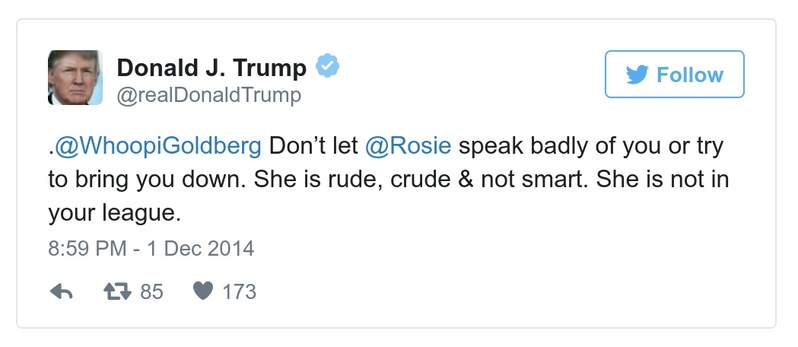 Donald J. Trump
@realDonaldTrump
Follow
.@WhoopiGoldberg Don’t let @Rosie speak badly of you or try
to bring you down. She is rude, crude & not smart. She is not in
your league.
8:59 PM - 1 Dec 2014
85 173